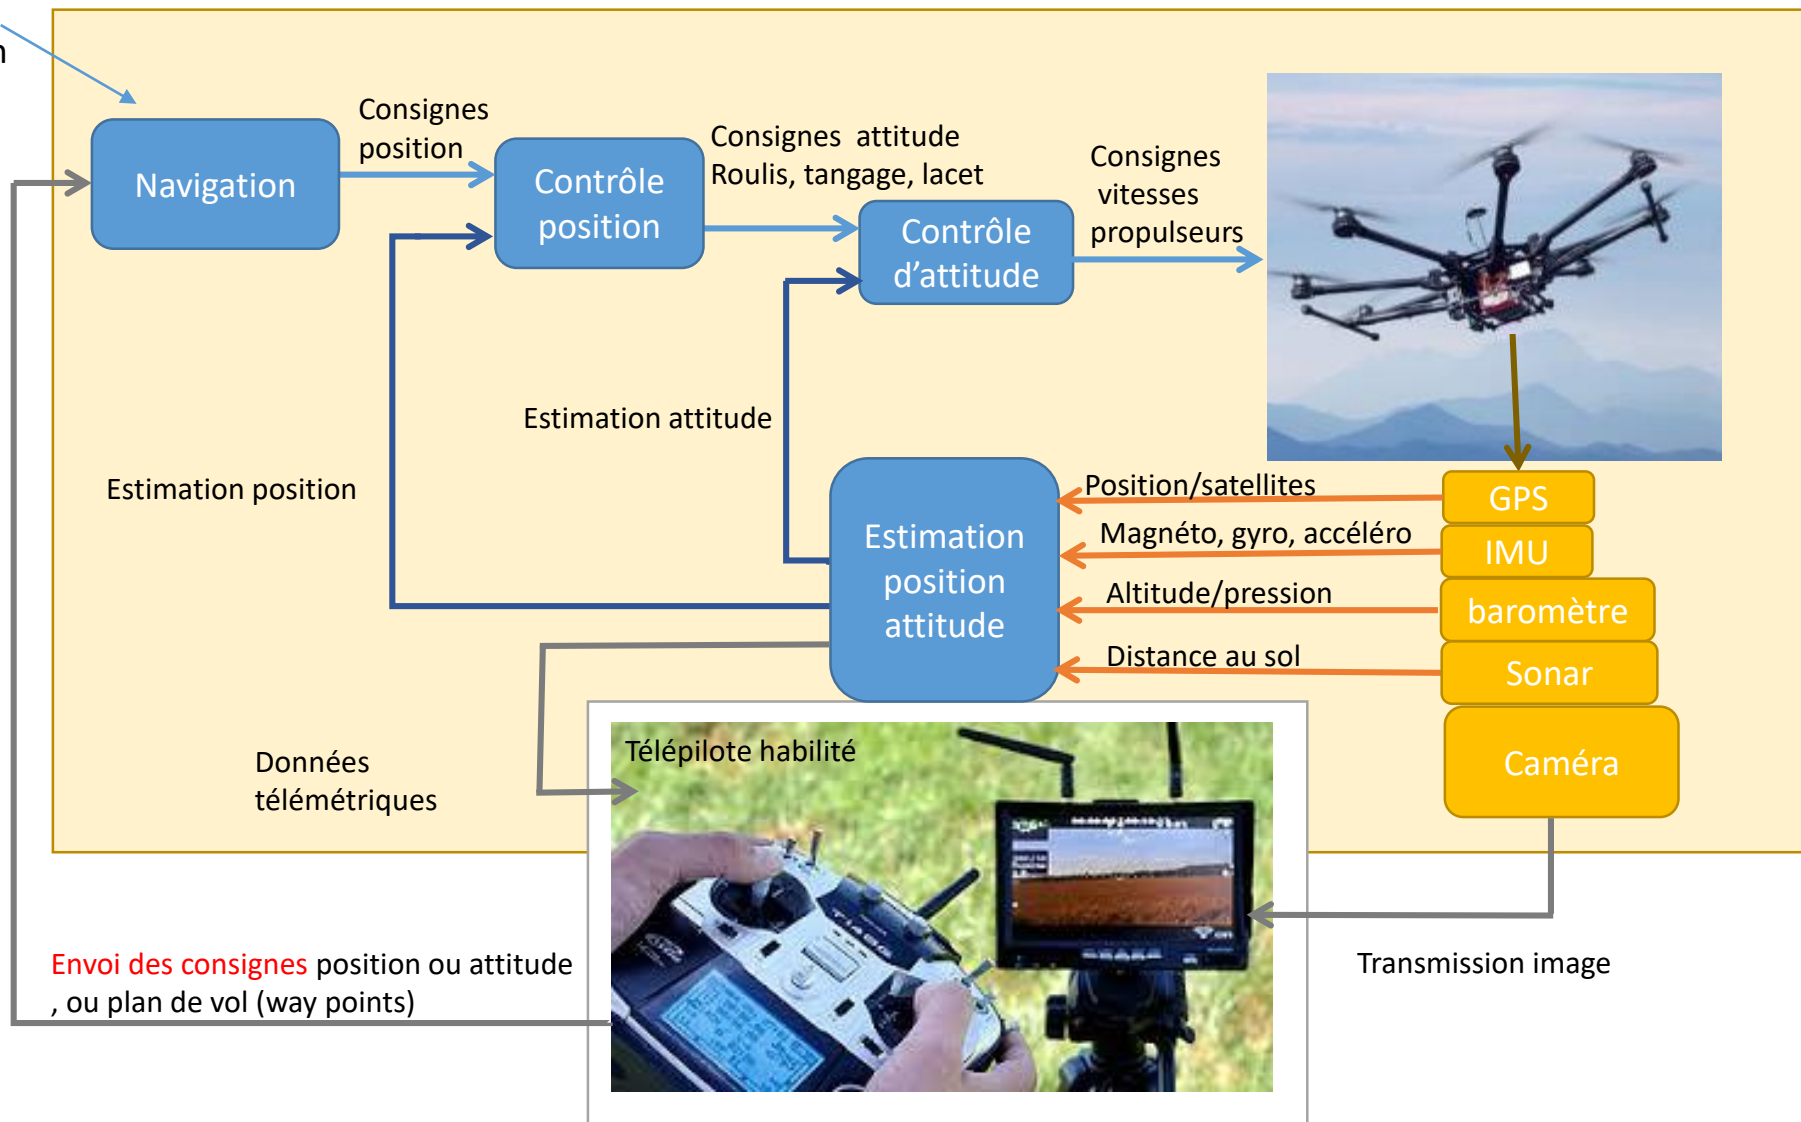 n
Consignes
position
Consignes  attitude
Roulis, tangage, lacet
Consignes
vitesses
propulseurs
Navigation
Contrôle
position
Contrôle
d'attitude
Estimation attitude
Estimation position
Position/satellites
GPS
Magnéto, gyro, accéléro
IMU
Estimation
position
attitude
Altitude/pression
baromètre
Distance au sol
Sonar
Télépilote habilité
Caméra
Données
télémétriques
Envoi des consignes position ou attitude
, ou plan de vol (way points)
Transmission image